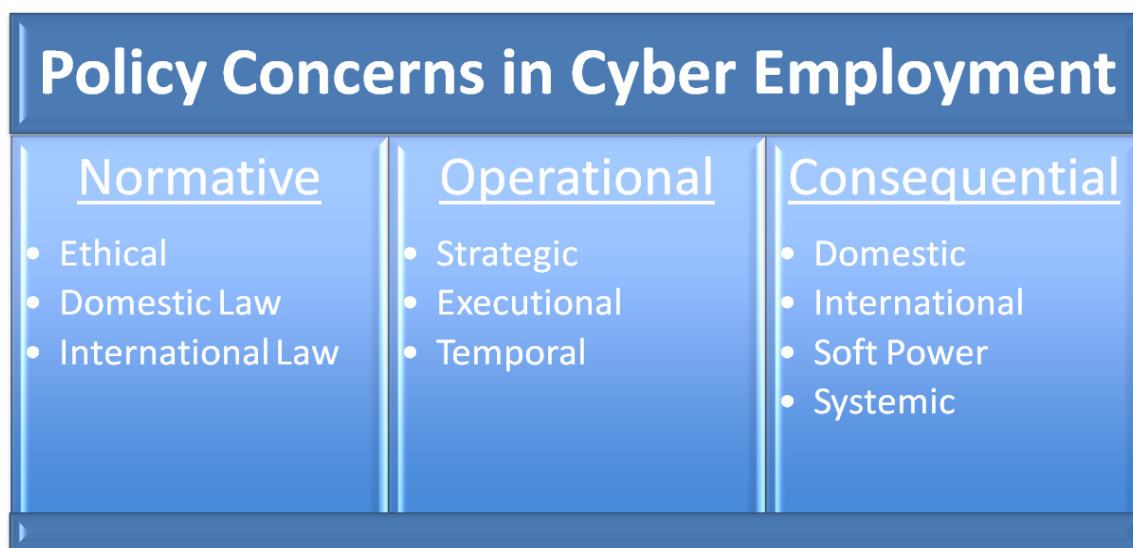 Policy Concerns in Cyber Employment
Normative
• Ethical
• Domestic Law
• International Law
Operational
• Strategic
• Executional
• Temporal
Consequential
• Domestic
• International
• Soft Power
• Systemic